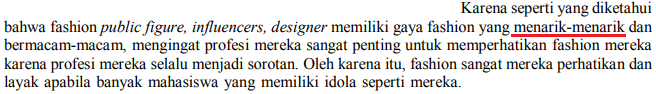 Karena seperti yang diketahui
bahwa fashion public figure, influencers, designer memiliki gaya fashion yang menarik-menarik dan
bermacam-macam, mengingat profesi mereka sangat penting untuk memperhatikan fashion mereka
karena profesi mereka selalu menjadi sorotan. Oleh karena itu, fashion sangat mereka perhatikan dan
layak apabila banyak mahasiswa yang memiliki idola seperti mereka.